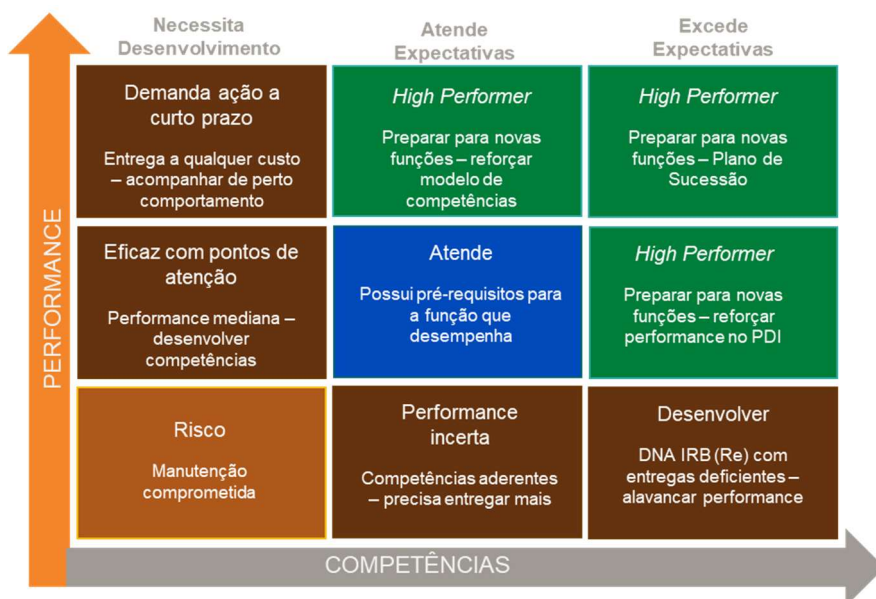 Necessita
Desenvolvimento
Atende
Expectativas
Excede
Expectativas
Demanda ação a
curto prazo
Entrega a qualquer custo
– acompanhar de perto
comportamento
High Performer
Preparar para novas
funções – reforçar
modelo de
competências
High Performer
Preparar para novas
funções – Plano de
Sucessão
Eficaz com pontos de
atenção
Performance mediana –
desenvolver
competências
Atende
Possui pré-requisitos para
a função que
desempenha
High Performer
Preparar para novas
funções – reforçar
performance no PDI
Risco
Manutenção
comprometida
Performance
incerta
Competências aderentes
– precisa entregar mais
Desenvolver
DNA IRB (Re) com
entregas deficientes –
alavancar performance
PERFORMANCE
COMPETÊNCIAS